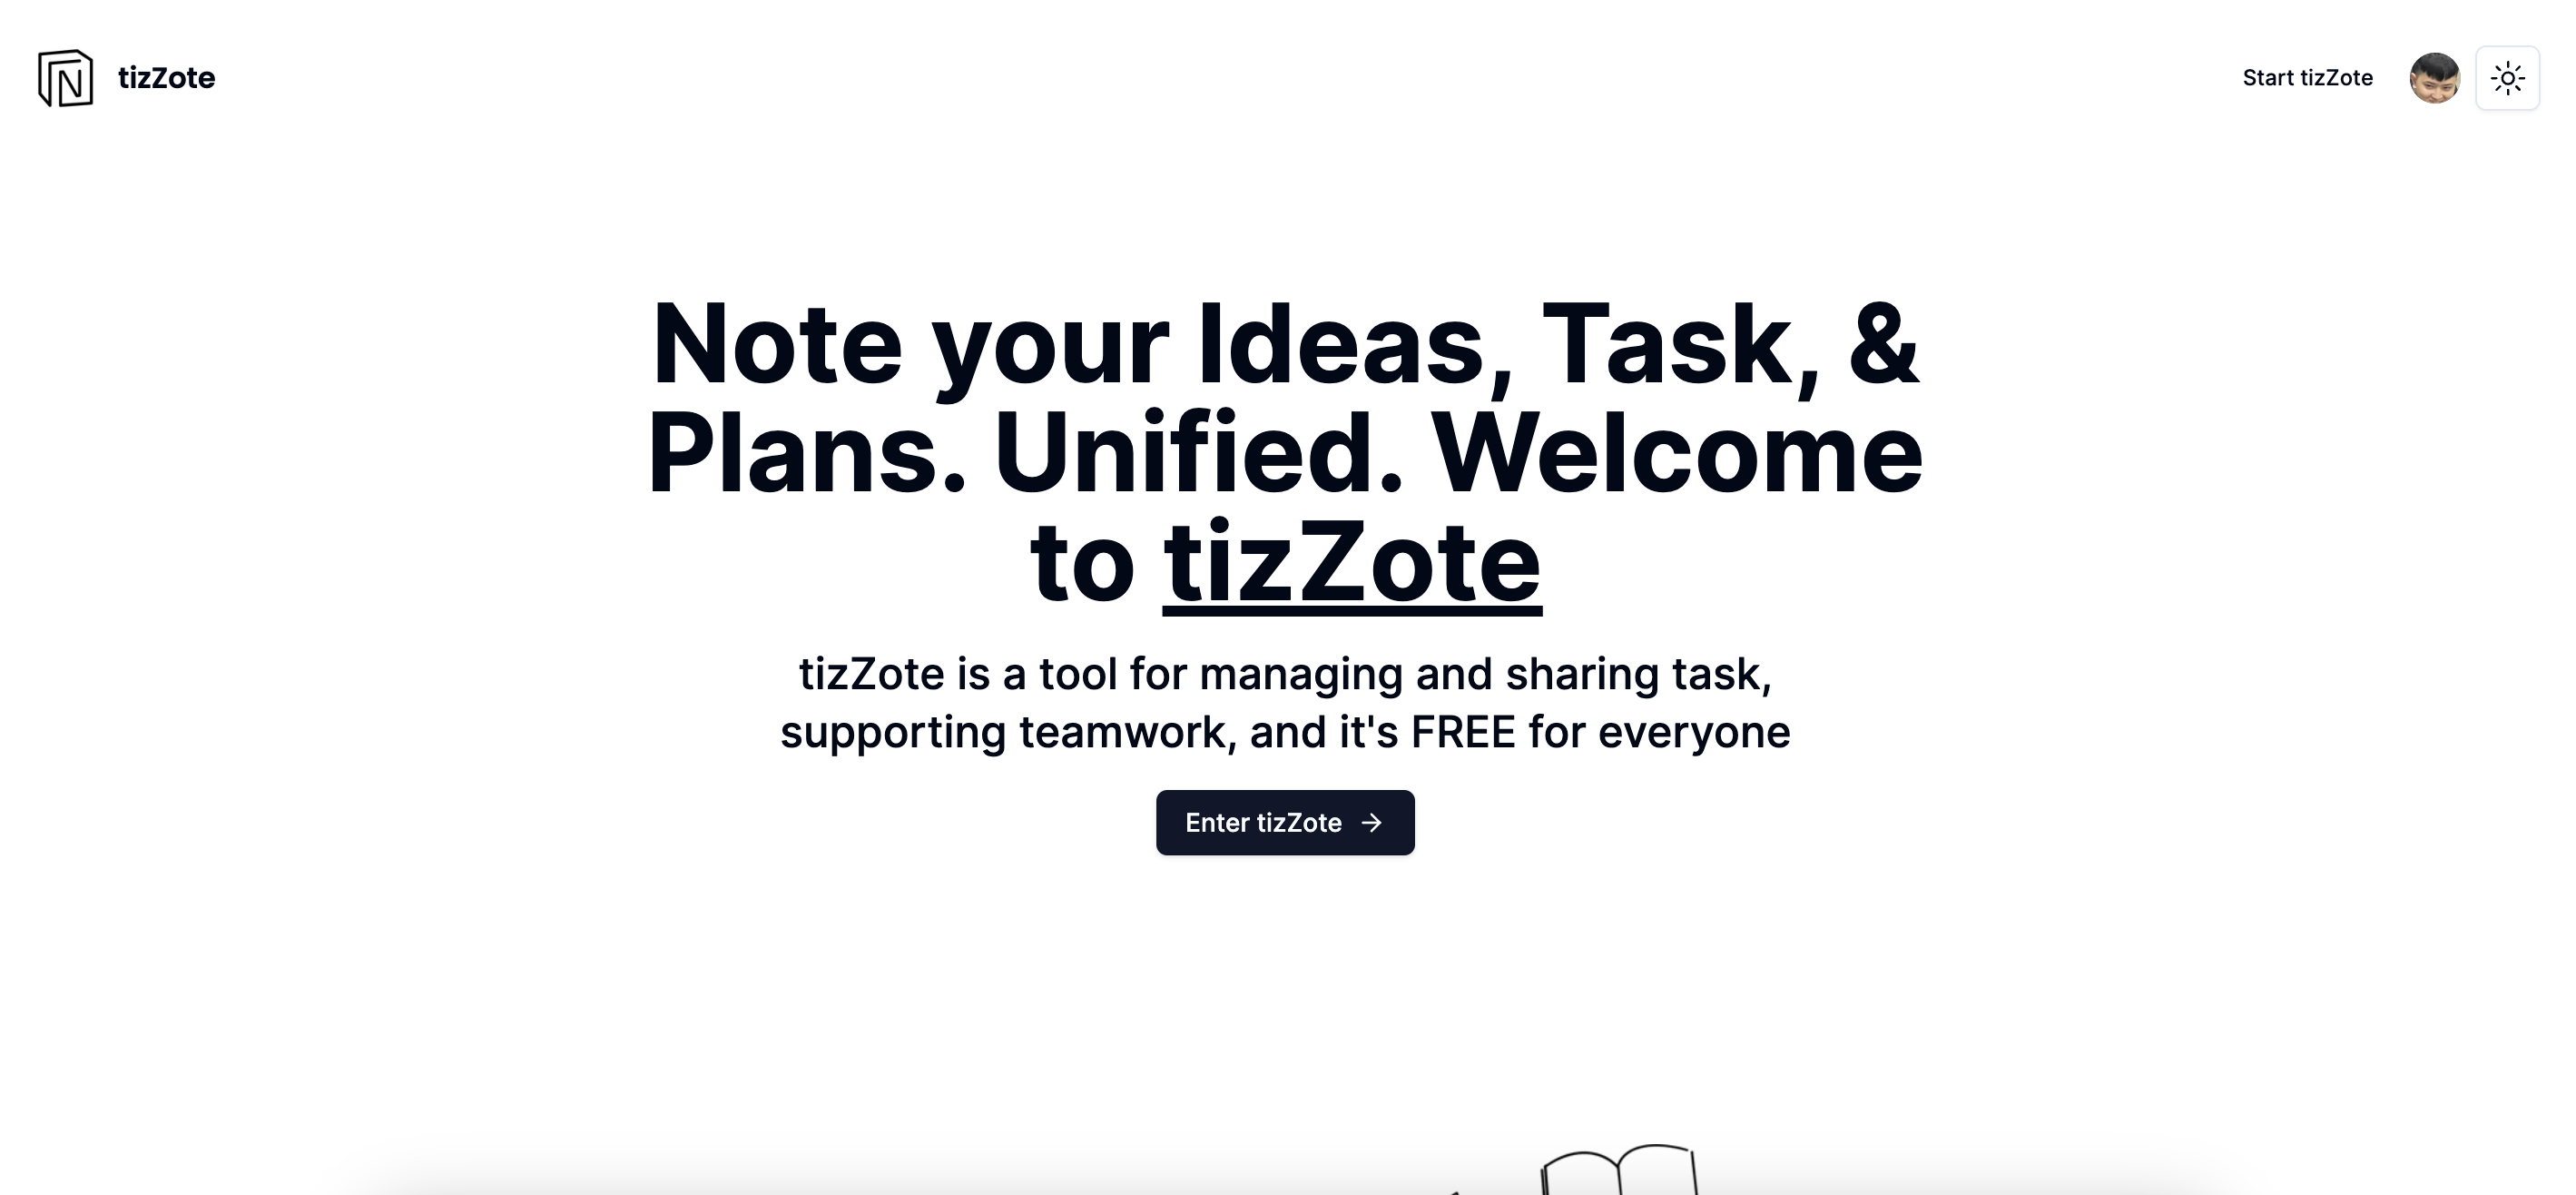 N
tizZote
Start tizZote
Note your Ideas, Task, &
Plans. Unified. Welcome
to tizZote
tizZote is a tool for managing and sharing task,
supporting teamwork, and it's FREE for everyone
Enter tizZote